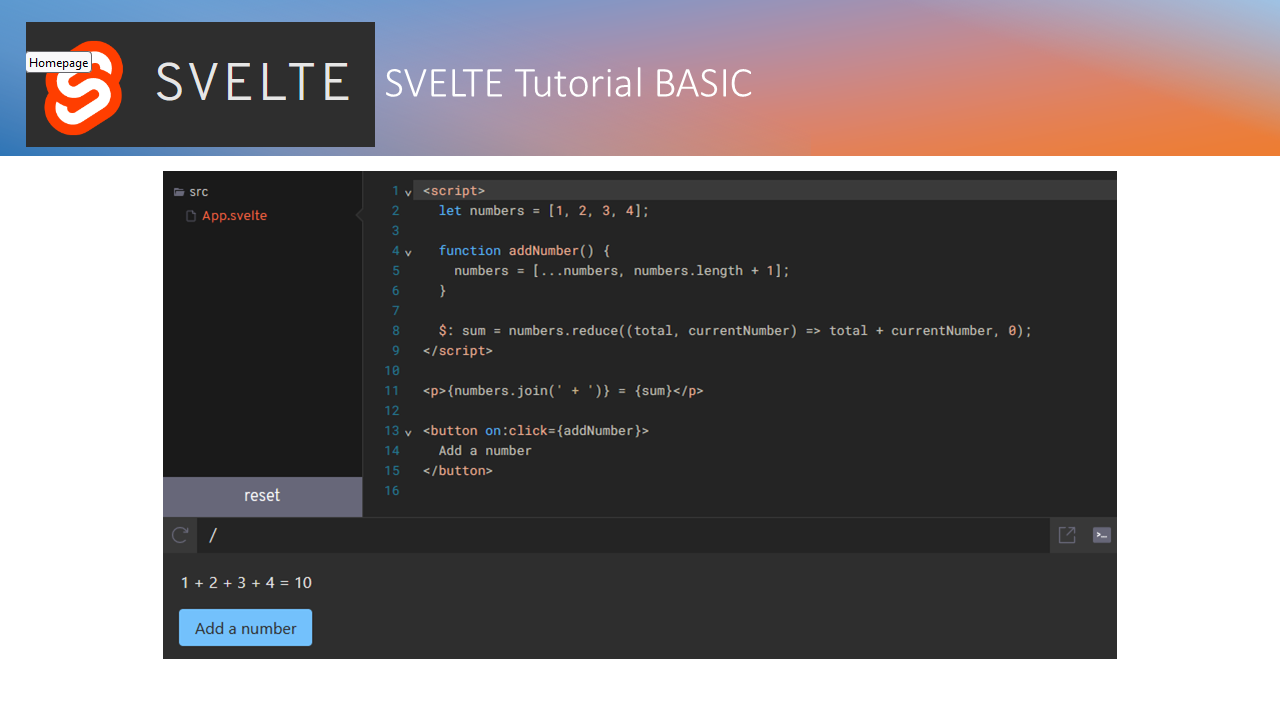 Homepage
SVELTE
SVELTE Tutorial BASIC
src
App.svelte
reset
1 <script>
2 let numbers = [1, 2, 3, 4];
3
4 function addNumber() {
5 numbers = [...numbers, numbers.length + 1];
6 }
7
8 $: sum = numbers.reduce((total, currentNumber) => total + currentNumber, 0);
9 </script>
10
11 <p>{numbers.join(' + ')} = {sum}</p>
12
13 <button on:click={addNumber}>
14 Add a number
15 </button>
16
/
1 + 2 + 3 + 4 = 10
Add a number